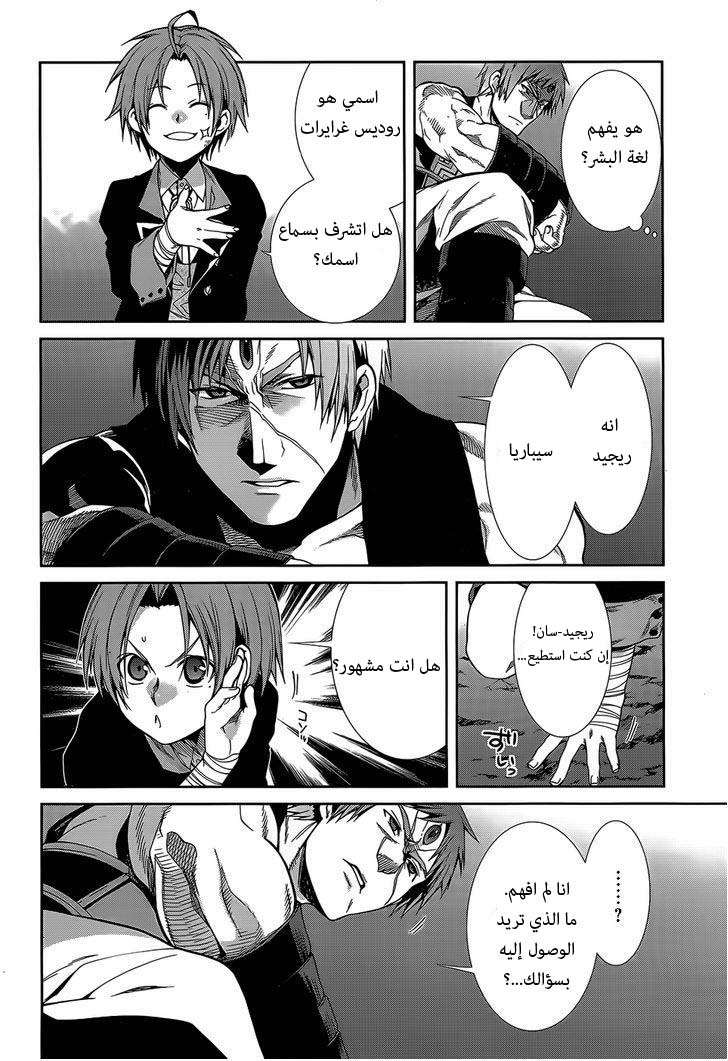 هو يفهم
لغة البشر؟
اسمي هو
روديس غرايرات
هل اتشرف بسماع
اسمك؟
انه
ريجيد
سيباريا
ريجيد-سان!
إن كنت استطيع...
هل انت مشهور؟
......؟
انا لم افهم.
ما الذي تريد
الوصول إليه
بسؤالك...؟